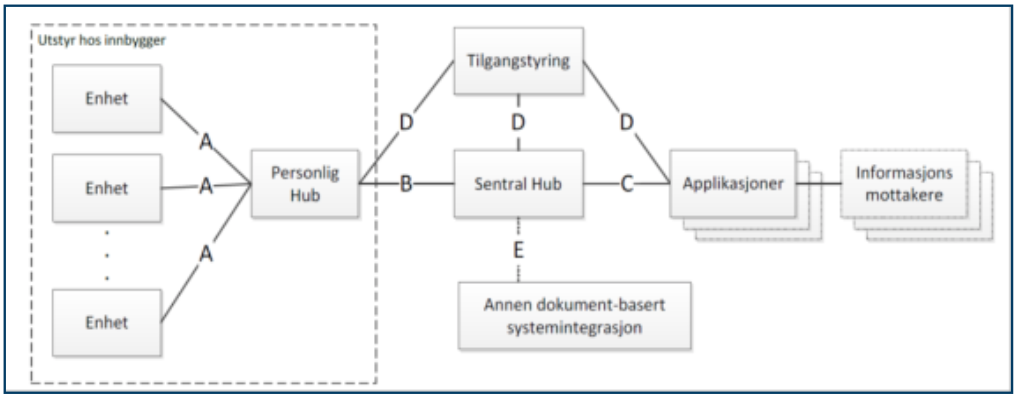 Utstyr hos innbygger
Enhet
Enhet
Enhet
A
A
A
Personlig
Hub
D
B
Tilgangstyring
D
Sentral Hub
E
Annen dokument-basert
systemintegrasjon
D
C
Applikasjoner
Informasjons
mottakere